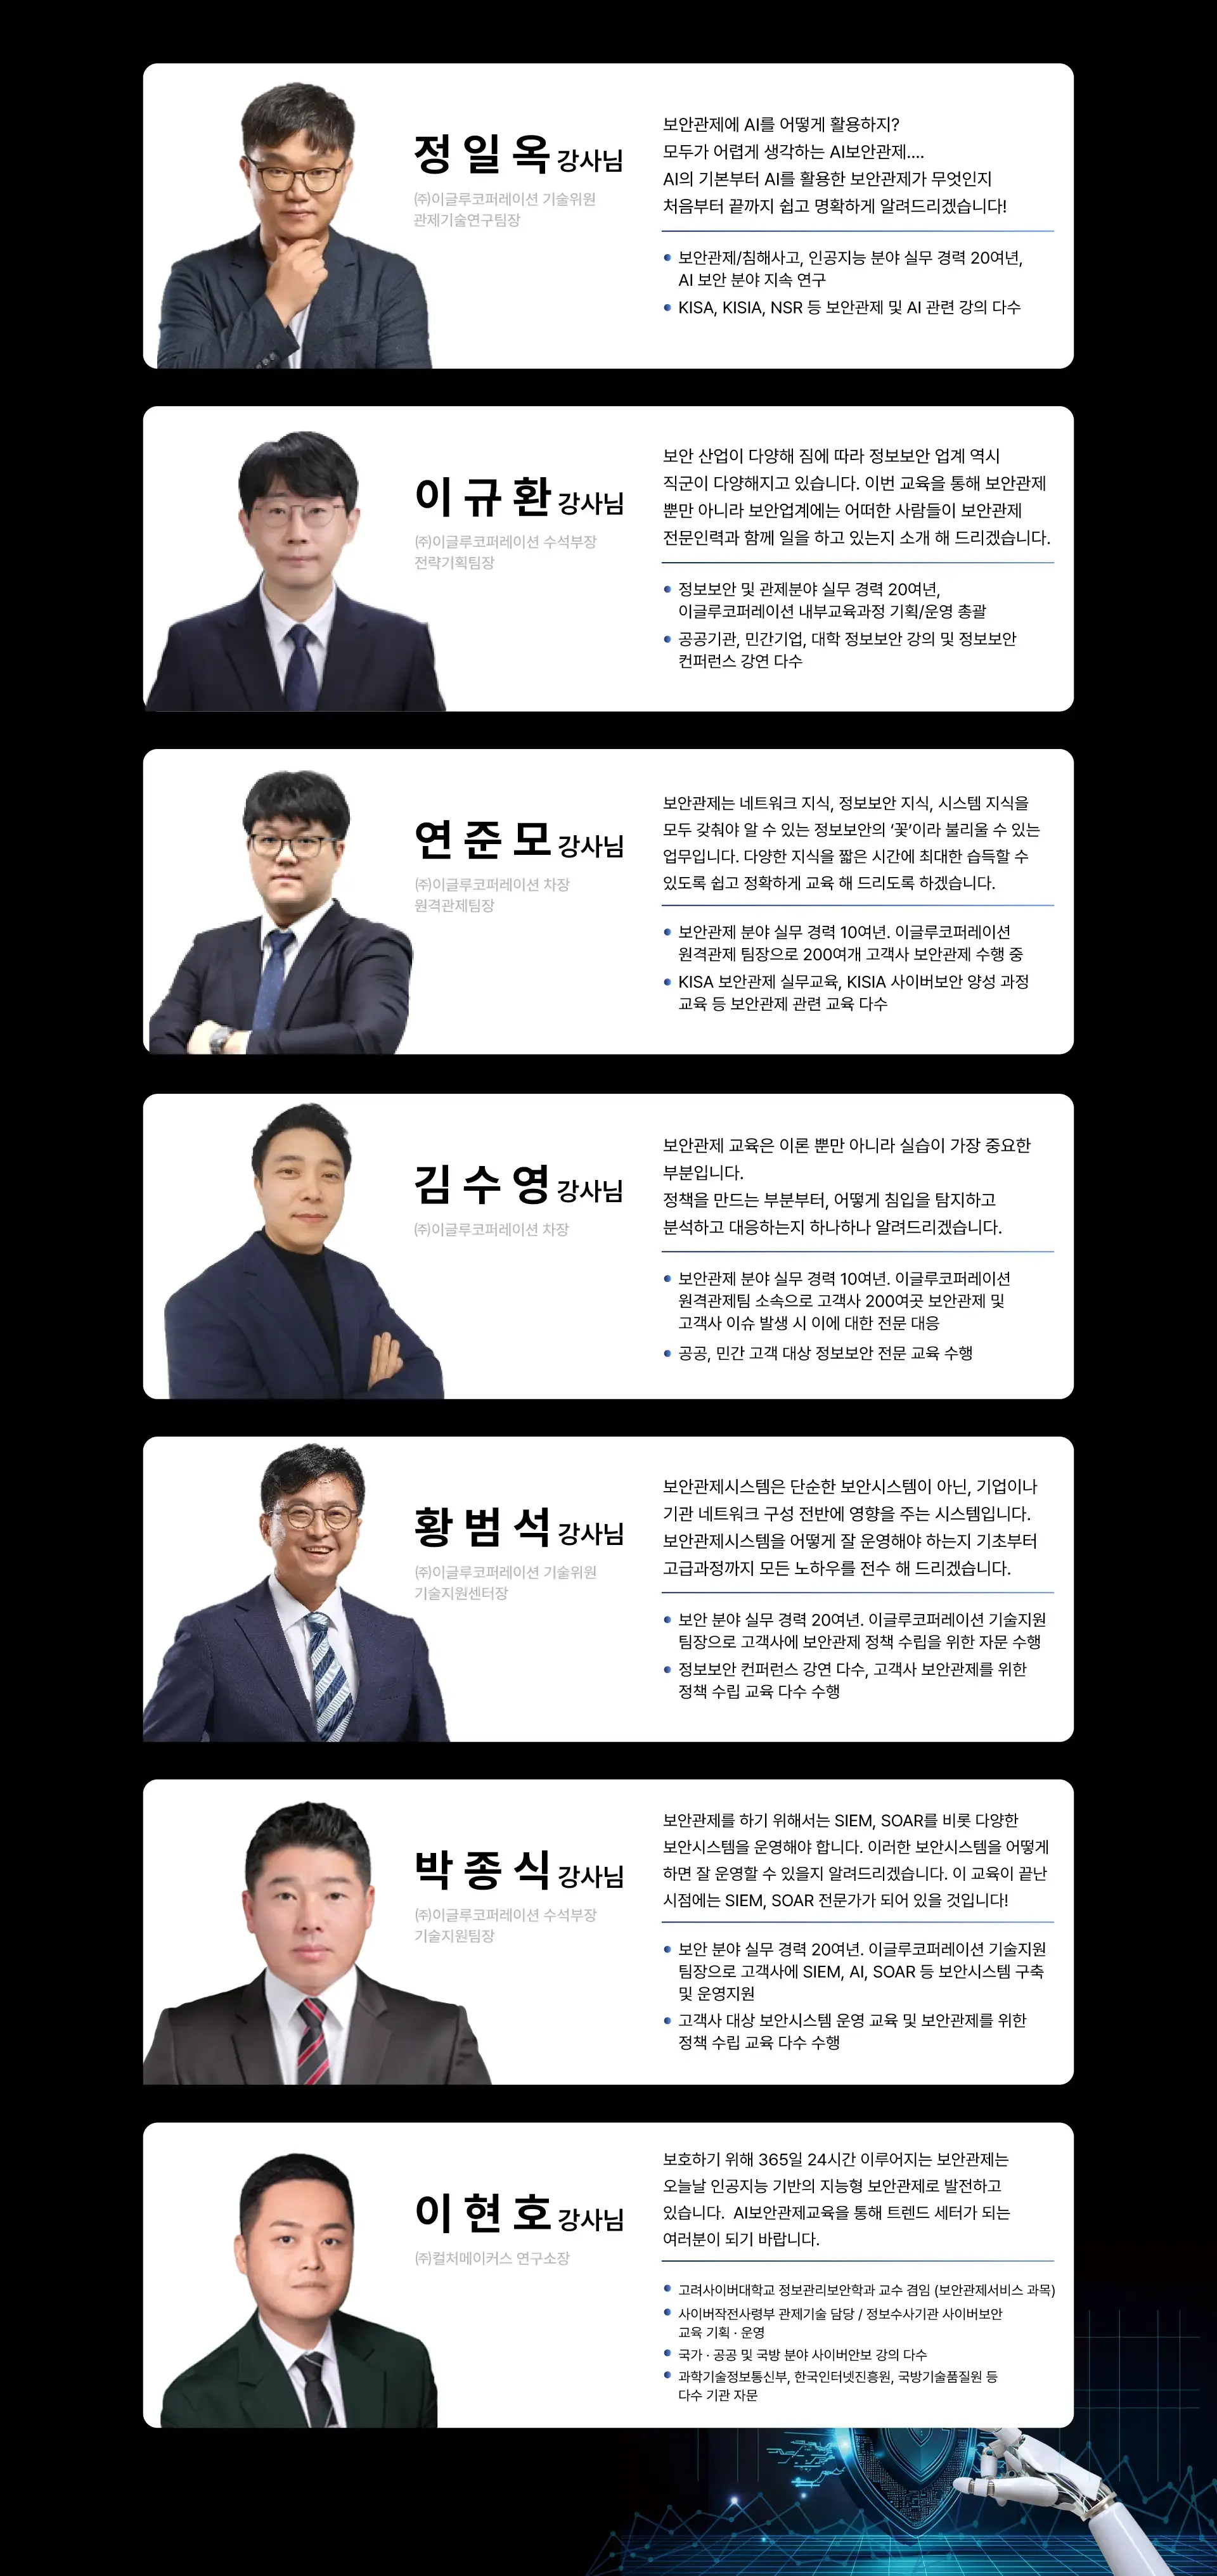 정 일 옥 강사님
㈜이글루코퍼레이션 기술위원
관제기술연구팀장
보안관제에 AI를 어떻게 활용하지?
모두가 어렵게 생각하는 AI보안관제....
AI의 기본부터 AI를 활용한 보안관제가 무엇인지
처음부터 끝까지 쉽고 명확하게 알려드리겠습니다!
보안관제/침해사고, 인공지능 분야 실무 경력 20여년,
AI 보안 분야 지속 연구
KISA, KISIA, NSR 등 보안관제 및 AI 관련 강의 다수
이 규 환 강사님
㈜이글루코퍼레이션 수석부장
전략기획팀장
보안 산업이 다양해 짐에 따라 정보보안 업계 역시
직군이 다양해지고 있습니다. 이번 교육을 통해 보안관제
뿐만 아니라 보안업계에는 어떠한 사람들이 보안관제
전문인력과 함께 일을 하고 있는지 소개 해 드리겠습니다.
정보보안 및 관제분야 실무 경력 20여년,
이글루코퍼레이션 내부교육과정 기획/운영 총괄
공공기관, 민간기업, 대학 정보보안 강의 및 정보보안
컨퍼런스 강연 다수
연 준 모 강사님
㈜이글루코퍼레이션 차장
원격관제팀장
보안관제는 네트워크 지식, 정보보안 지식, 시스템 지식을
모두 갖춰야 알 수 있는 정보보안의 ‘꽃’이라 불리울 수 있는
업무입니다. 다양한 지식을 짧은 시간에 최대한 습득할 수
있도록 쉽고 정확하게 교육 해 드리도록 하겠습니다.
보안관제 분야 실무 경력 10여년. 이글루코퍼레이션
원격관제 팀장으로 200여개 고객사 보안관제 수행 중
KISA 보안관제 실무교육, KISIA 사이버보안 양성 과정
교육 등 보안관제 관련 교육 다수
김 수 영 강사님
㈜이글루코퍼레이션 차장
보안관제 교육은 이론 뿐만 아니라 실습이 가장 중요한
부분입니다.
정책을 만드는 부분부터, 어떻게 침입을 탐지하고
분석하고 대응하는지 하나하나 알려드리겠습니다.
보안관제 분야 실무 경력 10여년. 이글루코퍼레이션
원격관제팀 소속으로 고객사 200여곳 보안관제 및
고객사 이슈 발생 시 이에 대한 전문 대응
공공, 민간 고객 대상 정보보안 전문 교육 수행
황 범 석 강사님
㈜이글루코퍼레이션 기술위원
기술지원센터장
보안관제시스템은 단순한 보안시스템이 아닌, 기업이나
기관 네트워크 구성 전반에 영향을 주는 시스템입니다.
보안관제시스템을 어떻게 잘 운영해야 하는지 기초부터
고급과정까지 모든 노하우를 전수 해 드리겠습니다.
보안 분야 실무 경력 20여년. 이글루코퍼레이션 기술지원
팀장으로 고객사에 보안관제 정책 수립을 위한 자문 수행
정보보안 컨퍼런스 강연 다수, 고객사 보안관제를 위한
정책 수립 교육 다수 수행
박 종 식 강사님
㈜이글루코퍼레이션 수석부장
기술지원팀장
보안관제를 하기 위해서는 SIEM, SOAR를 비롯 다양한
보안시스템을 운영해야 합니다. 이러한 보안시스템을 어떻게
하면 잘 운영할 수 있을지 알려드리겠습니다. 이 교육이 끝난
시점에는 SIEM, SOAR 전문가가 되어 있을 것입니다!
보안 분야 실무 경력 20여년. 이글루코퍼레이션 기술지원
팀장으로 고객사에 SIEM, AI, SOAR 등 보안시스템 구축
및 운영지원
고객사 대상 보안시스템 운영 교육 및 보안관제를 위한
정책 수립 교육 다수 수행
이 현 호 강사님
㈜컬처메이커스 연구소장
보호하기 위해 365일 24시간 이루어지는 보안관제는
오늘날 인공지능 기반의 지능형 보안관제로 발전하고
있습니다. AI보안관제교육을 통해 트렌드 세터가 되는
여러분이 되기 바랍니다.
고려사이버대학교 정보관리보안학과 교수 겸임 (보안관제서비스 과목)
사이버작전사령부 관제기술 담당 / 정보수사기관 사이버보안
교육 기획 · 운영
국가 · 공공 및 국방 분야 사이버안보 강의 다수
과학기술정보통신부, 한국인터넷진흥원, 국방기술품질원 등
다수 기관 자문